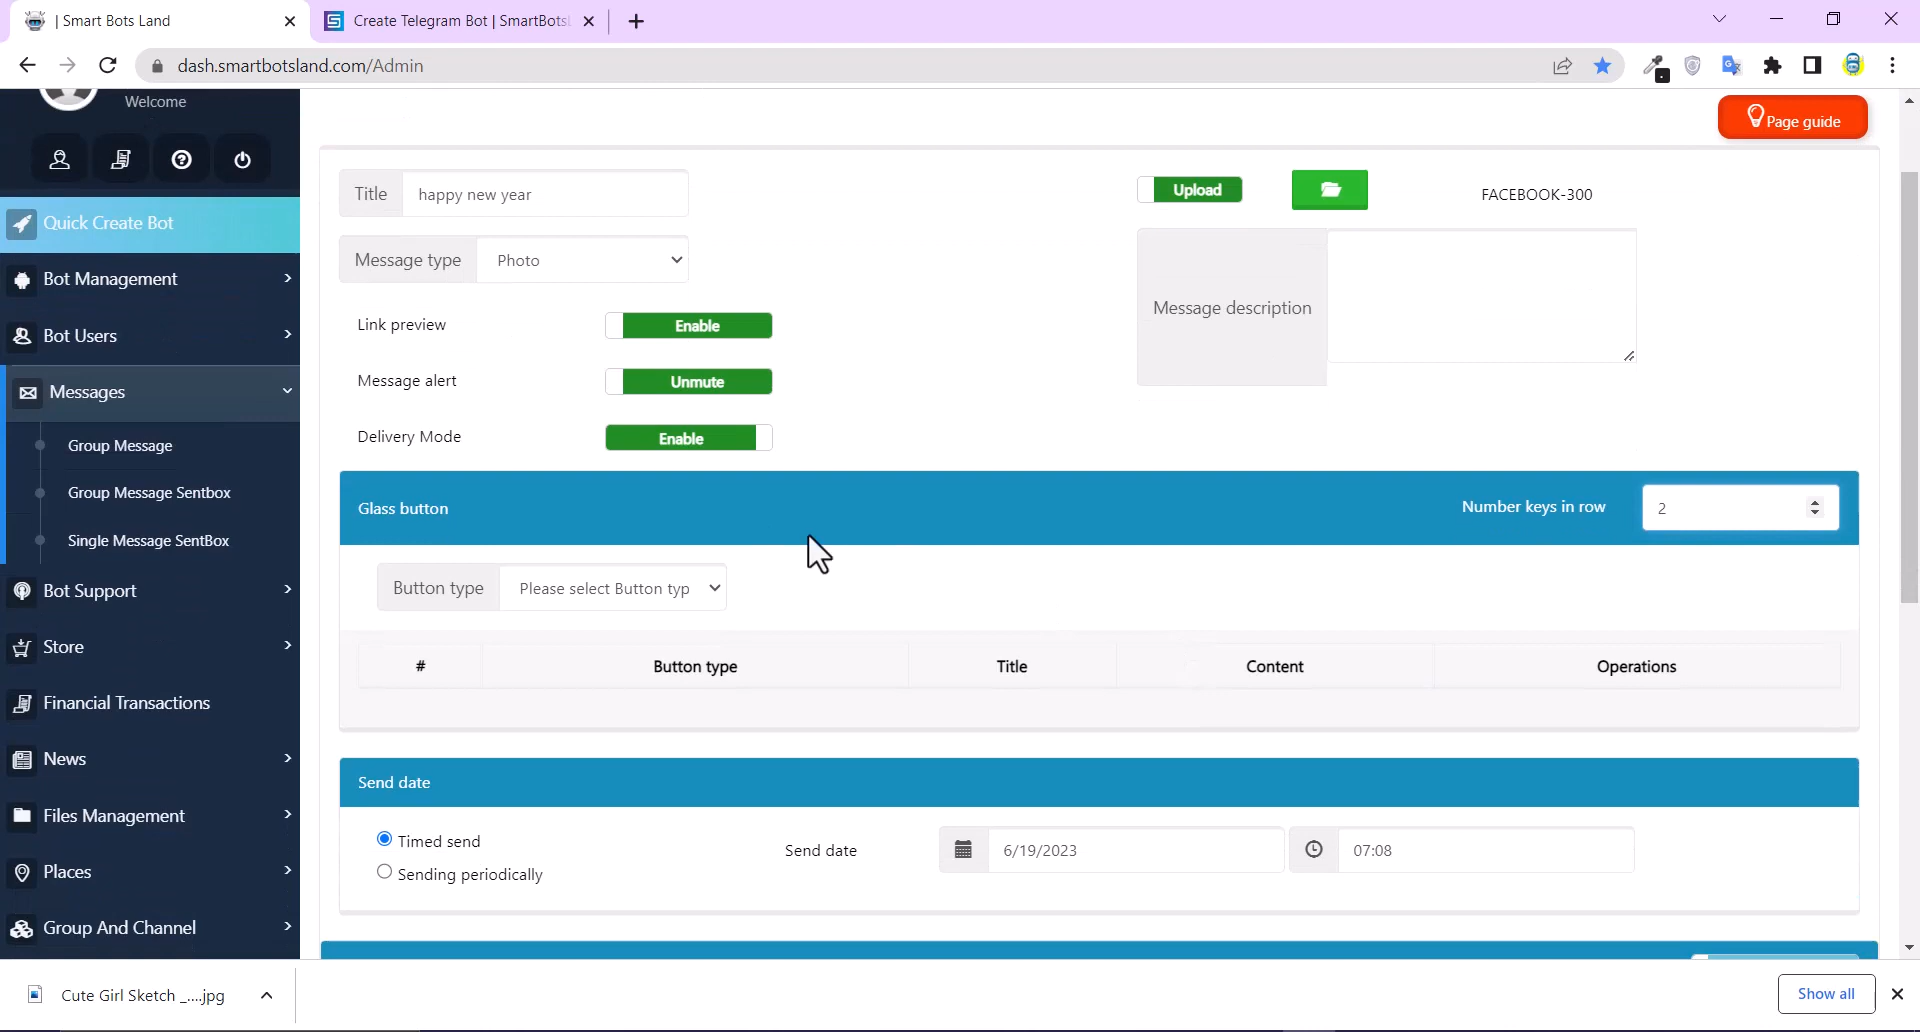 | Smart Bots Land
Create Telegram Bot | SmartBots
dash.smartbotsland.com/Admin
Welcome
Page guide
Quick Create Bot
Bot Management
Bot Users
Messages
Group Message
Group Message Sentbox
Single Message SentBox
Bot Support
Store
Financial Transactions
News
Files Management
Places
Group And Channel
Title happy new year
Upload FACEBOOK-300
Message type Photo
Message description
Link preview Enable
Message alert Unmute
Delivery Mode Enable
Glass button Number keys in row 2
Button type Please select Button typ
# Button type Title Content Operations
Send date
Timed send
Sending periodically
Send date 6/19/2023 07:08
Cute Girl Sketch _....jpg
Show all